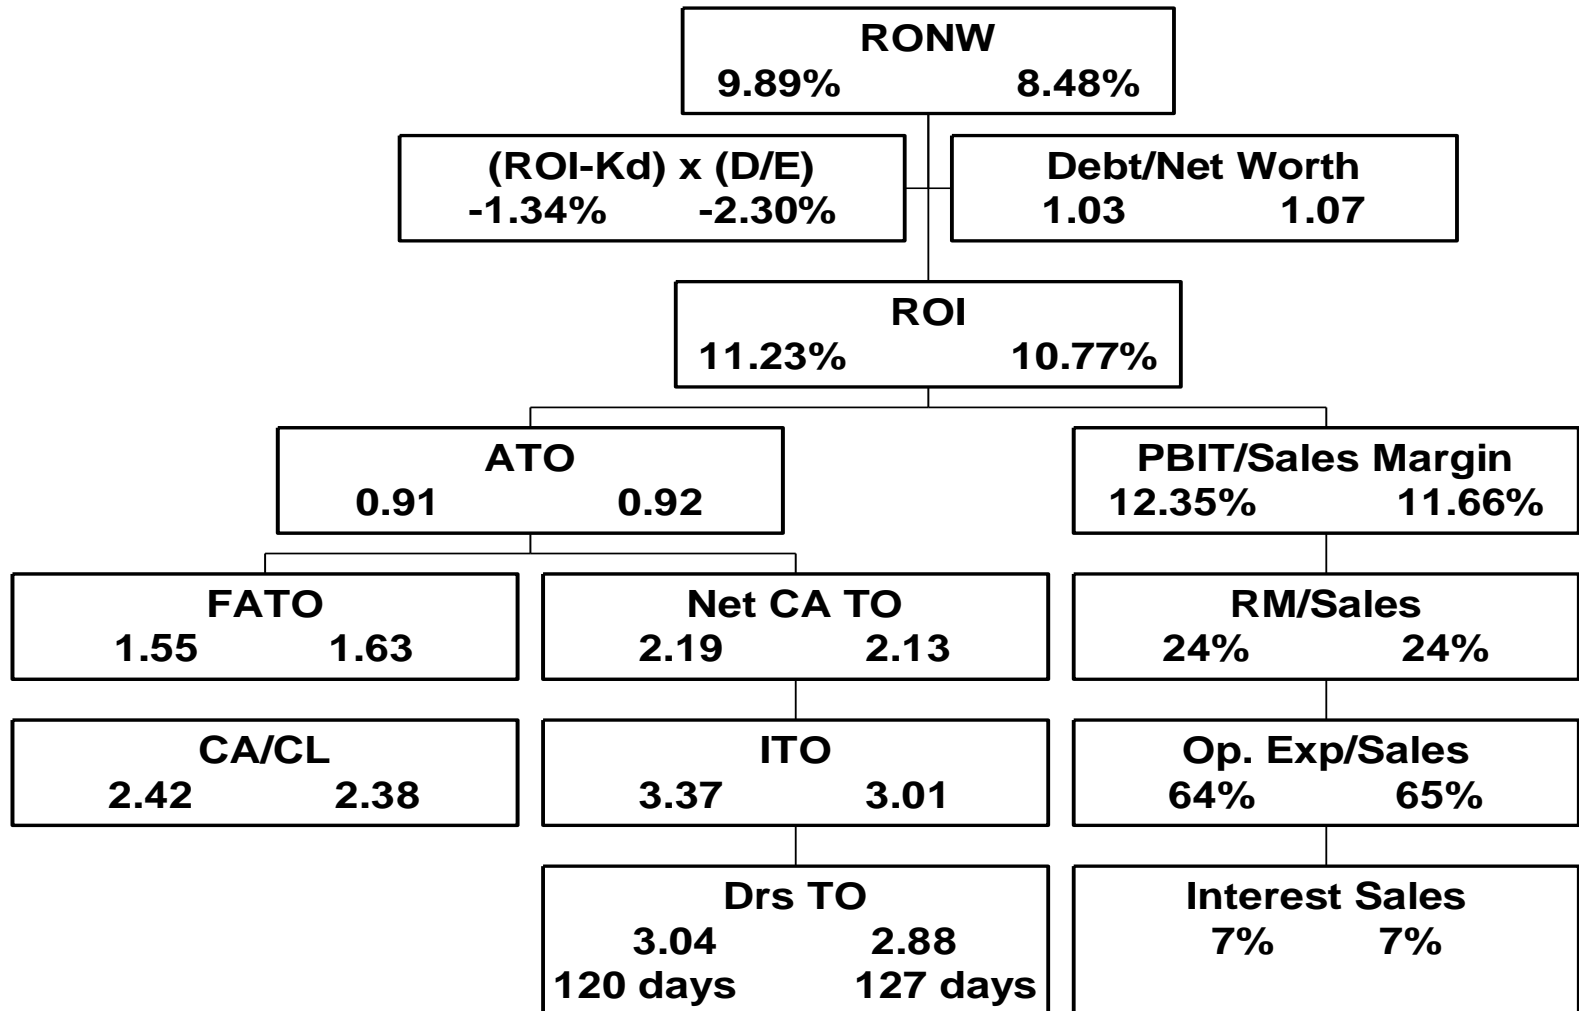 RONW
9.89% 8.48%
(ROI-Kd) x (D/E)
-1.34% -2.30%
Debt/Net Worth
1.03 1.07
ROI
11.23% 10.77%
ATO
0.91 0.92
PBIT/Sales Margin
12.35% 11.66%
FATO
1.55 1.63
Net CA TO
2.19 2.13
RM/Sales
24% 24%
CA/CL
2.42 2.38
ITO
3.37 3.01
Op. Exp/Sales
64% 65%
Drs TO
3.04 2.88
120 days 127 days
Interest Sales
7% 7%